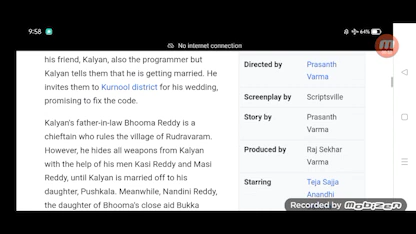 9:58
64%
No internet connection
his friend, Kalyan, also the programmer but
Kalyan tells them that he is getting married. He
invites them to Kurnool district for his wedding,
promising to fix the code.
Kalyan's father-in-law Bhooma Reddy is a
chieftain who rules the village of Rudravaram.
However, he hides all weapons from Kalyan
with the help of his men Kasi Reddy and Masi
Reddy, until Kalyan is married off to his
daughter, Pushkala. Meanwhile, Nandini Reddy,
the daughter of Bhooma's close aid Bukka
Directed by Prasanth
Varma
Screenplay by Scriptsville
Story by Prasanth
Varma
Produced by Raj Sekhar
Varma
Starring Teja Sajja
Anandhi
Recorded by mobizen